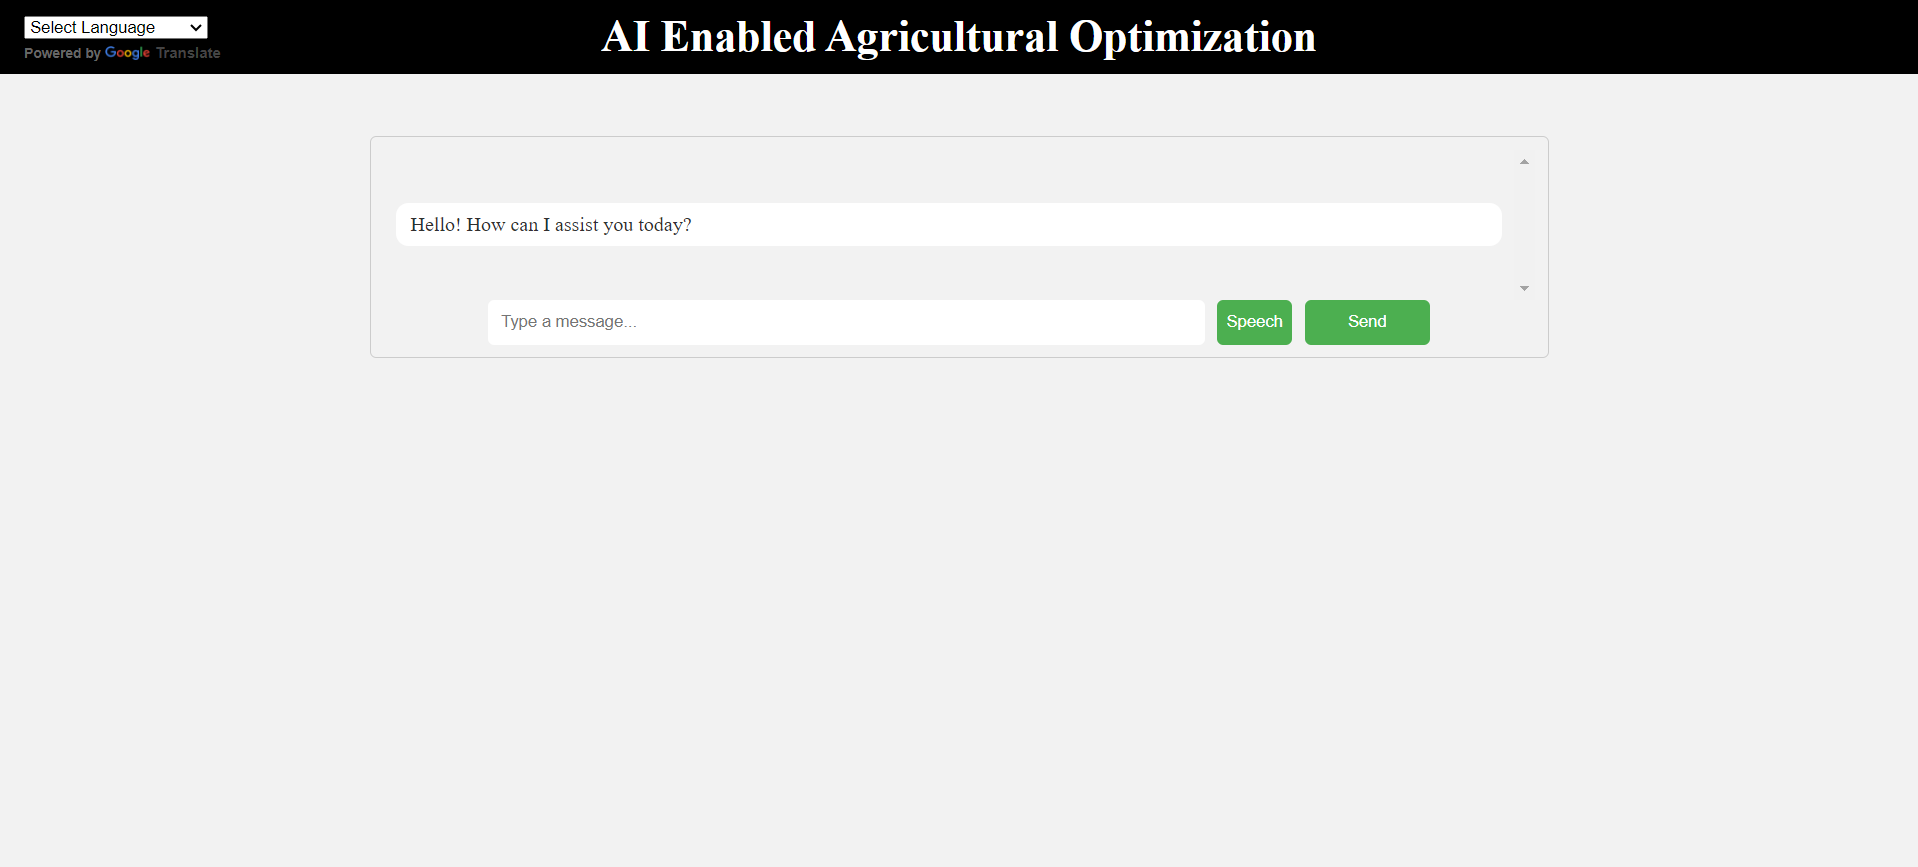 Select Language
Powered by Google Translate
AI Enabled Agricultural Optimization
Hello! How can I assist you today?
Type a message...
Speech
Send